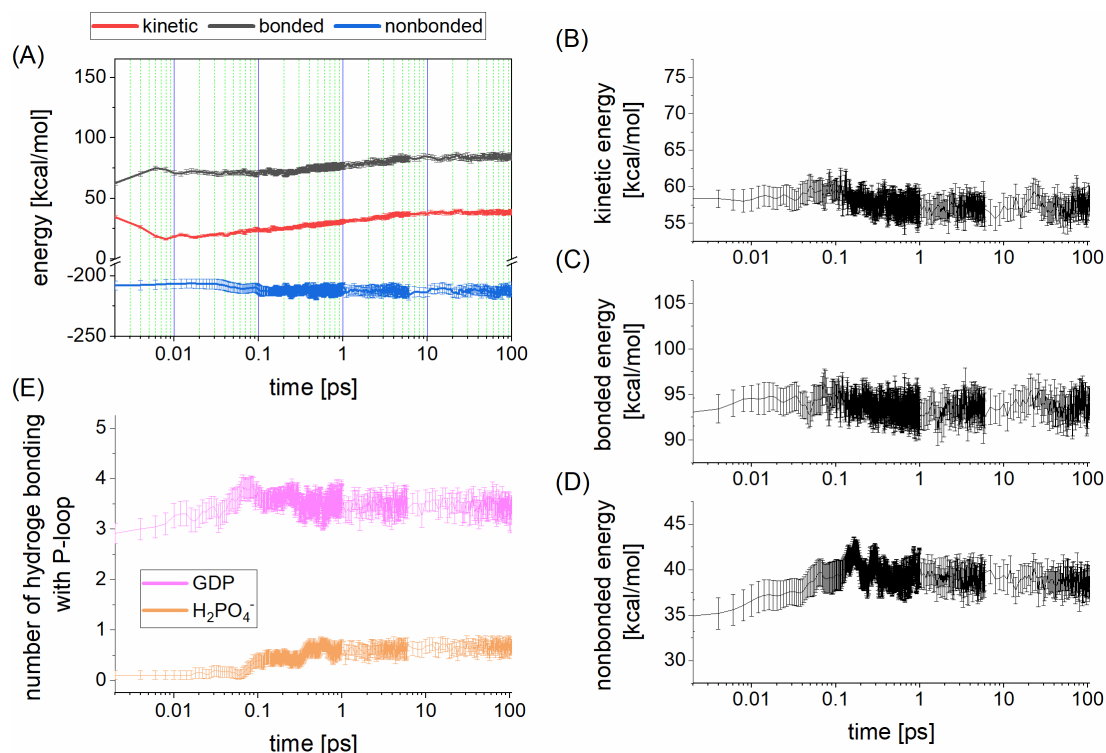 kinetic bonded nonbonded
(A)
energy [kcal/mol]
150
100
50
0
-200
-250
0.01 0.1 1 10 100
time [ps]
(B)
kinetic energy
[kcal/mol]
75
70
65
60
55
0.01 0.1 1 10 100
(C)
bonded energy
[kcal/mol]
105
100
95
90
0.01 0.1 1 10 100
(D)
nonbonded energy
[kcal/mol]
45
40
35
30
0.01 0.1 1 10 100
time [ps]
(E)
number of hydroge bonding
with P-loop
5
4
3
2
1
0
GDP
H₂PO₄⁻
0.01 0.1 1 10 100
time [ps]